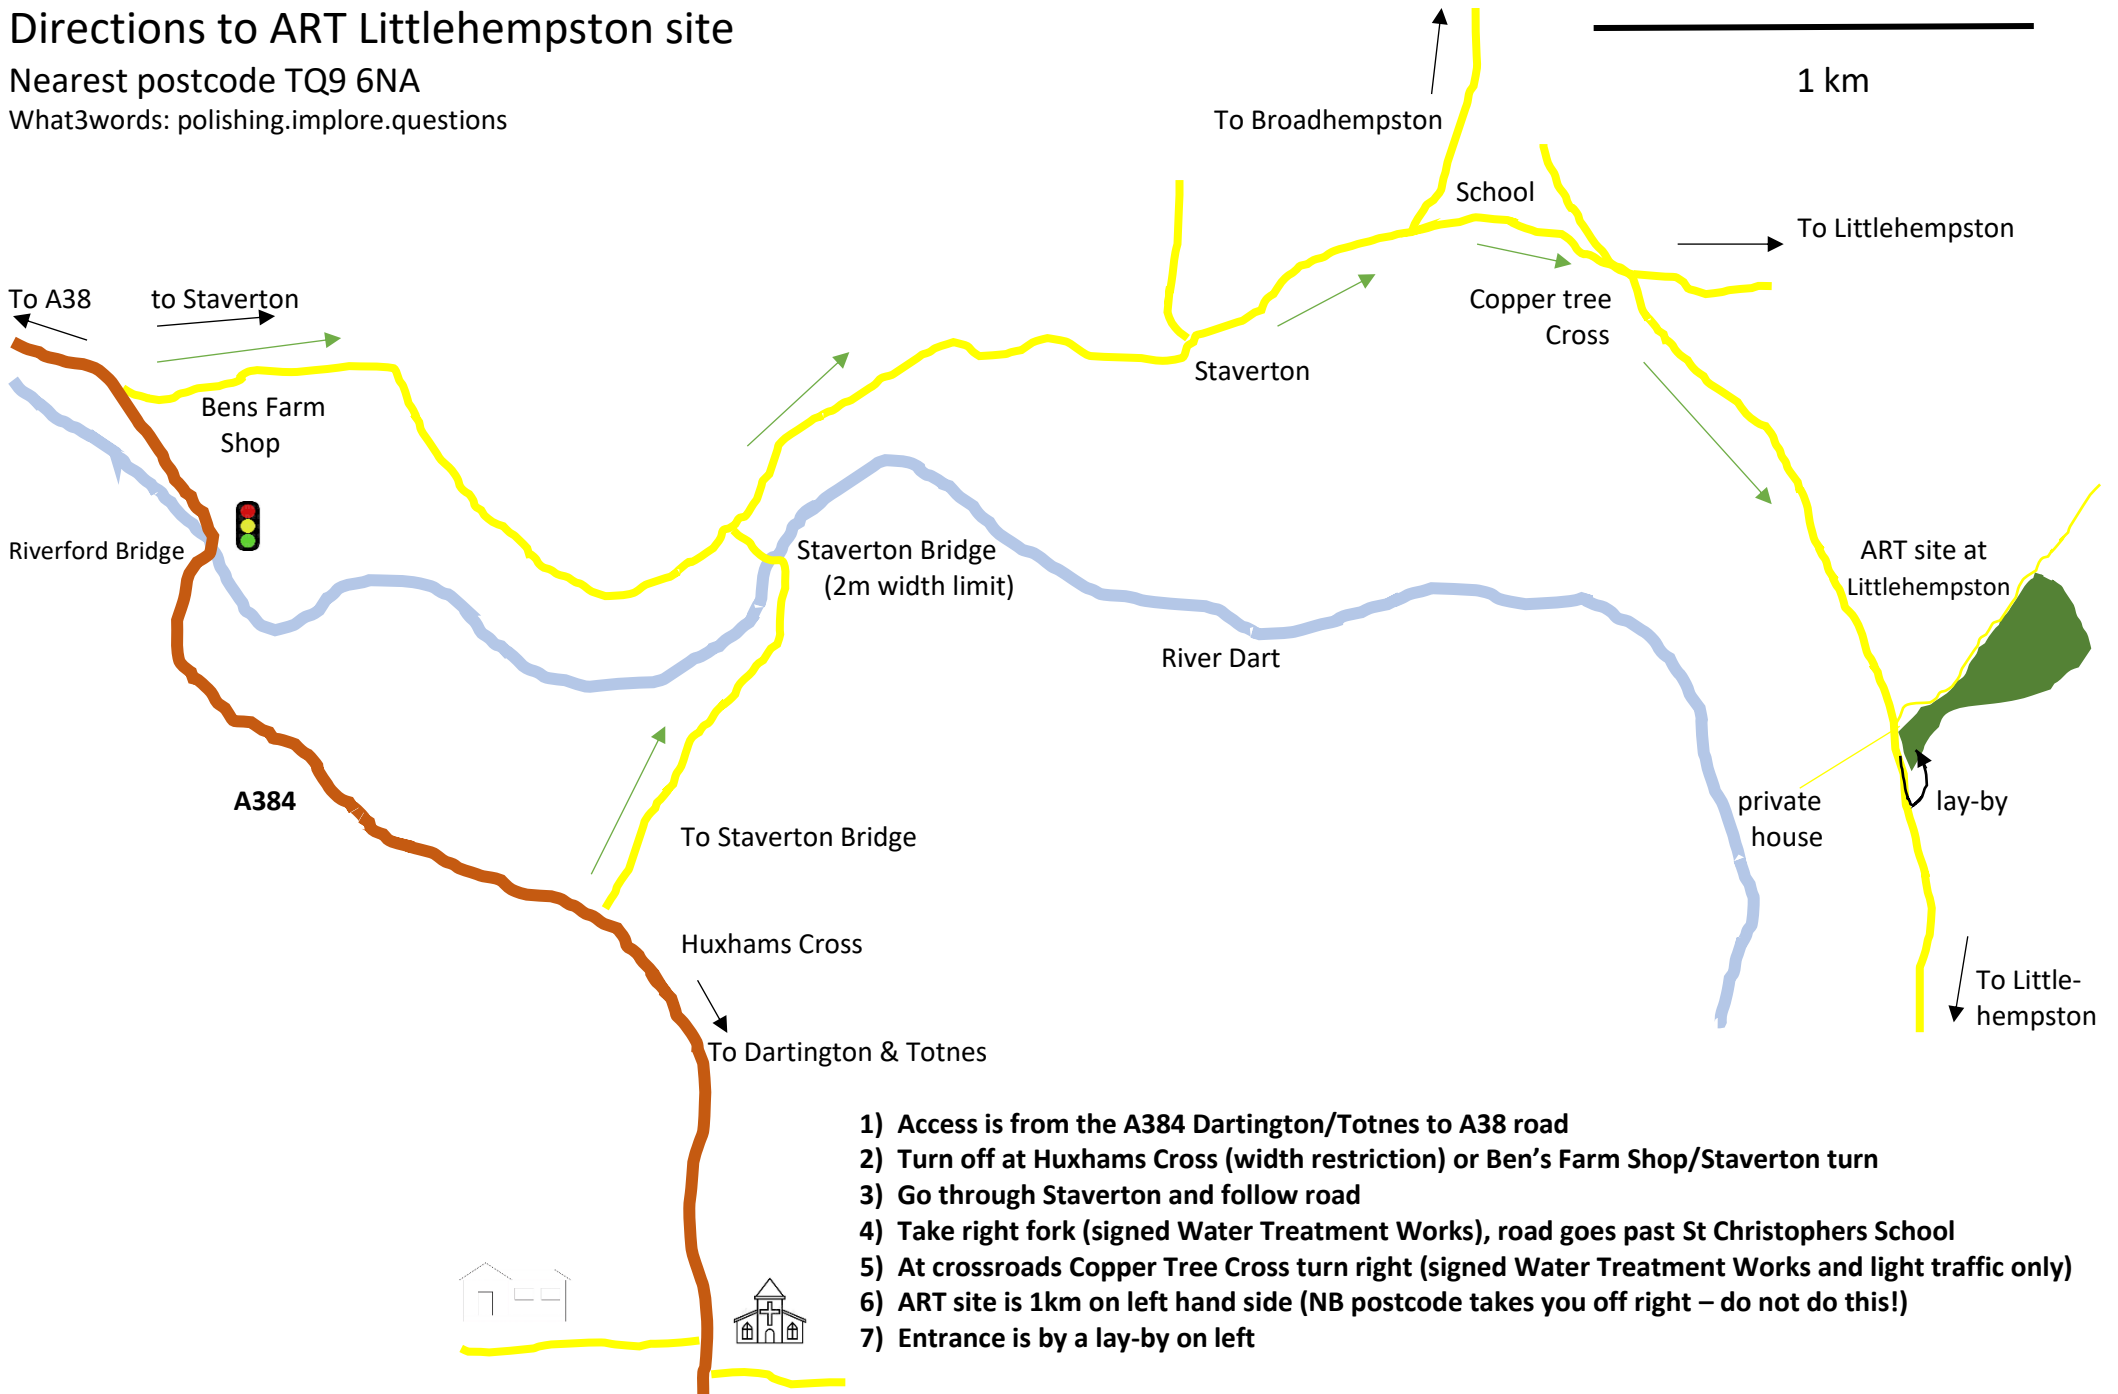 Directions to ART Littlehempston site
Nearest postcode TQ9 6NA
What3words: polishing.implore.questions
1 km
To Broadhempston
School
To Littlehempston
To A38
to Staverton
Copper tree
Cross
Staverton
Bens Farm
Shop
Riverford Bridge
Staverton Bridge
(2m width limit)
ART site at
Littlehempston
River Dart
A384
private
house
lay-by
To Staverton Bridge
Huxhams Cross
To Little-
hempston
To Dartington & Totnes
1) Access is from the A384 Dartington/Totnes to A38 road
2) Turn off at Huxhams Cross (width restriction) or Ben’s Farm Shop/Staverton turn
3) Go through Staverton and follow road
4) Take right fork (signed Water Treatment Works), road goes past St Christophers School
5) At crossroads Copper Tree Cross turn right (signed Water Treatment Works and light traffic only)
6) ART site is 1km on left hand side (NB postcode takes you off right – do not do this!)
7) Entrance is by a lay-by on left